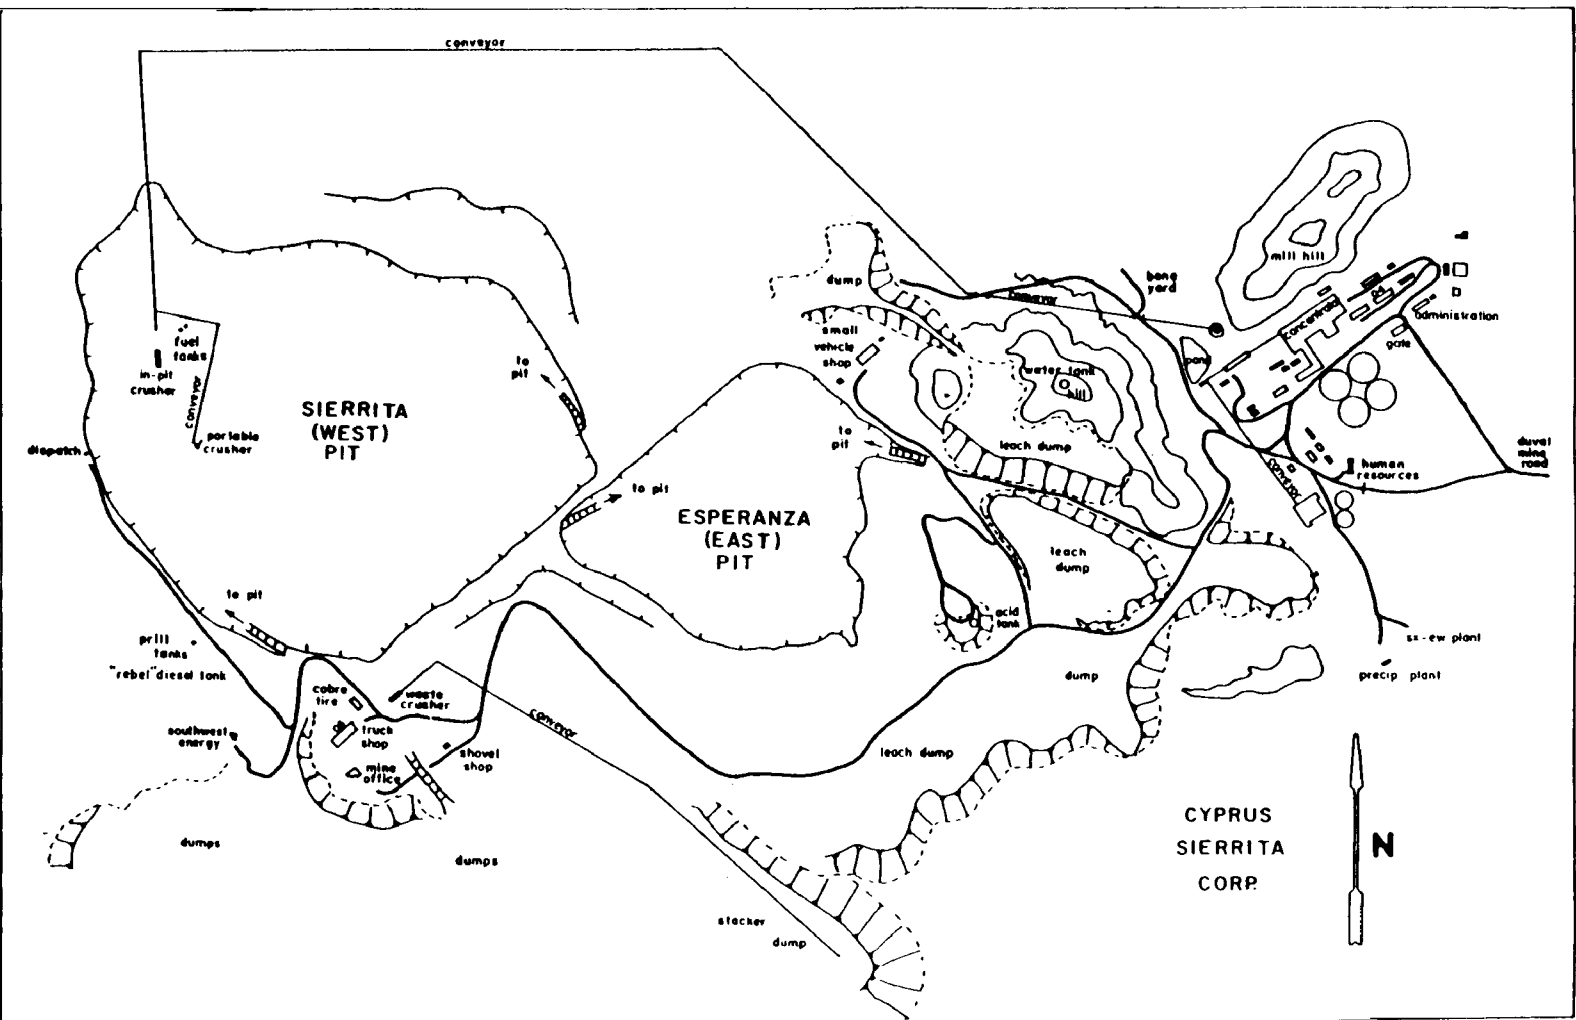 conveyor
mill hill
dump
bone
yard
conveyor
small
vehicle
shop
fuel
tanks
in-pit
crusher
conveyor
portable
crusher
SIERRITA
(WEST)
PIT
to
pit
water tank
hill
pond
concentrator
administration
gate
dispatch
to
pit
leach dump
duval
mine
road
human
resources
conveyor
to pit
ESPERANZA
(EAST)
PIT
leach
dump
to pit
acid
tank
prill
tanks
"rebel" diesel tank
sx-ew plant
precip plant
dump
cobre
tire
waste
crusher
southwest
energy
truck
shop
conveyor
shovel
shop
mine
office
leach dump
dumps
dumps
CYPRUS
SIERRITA
CORP.
N
stacker
dump